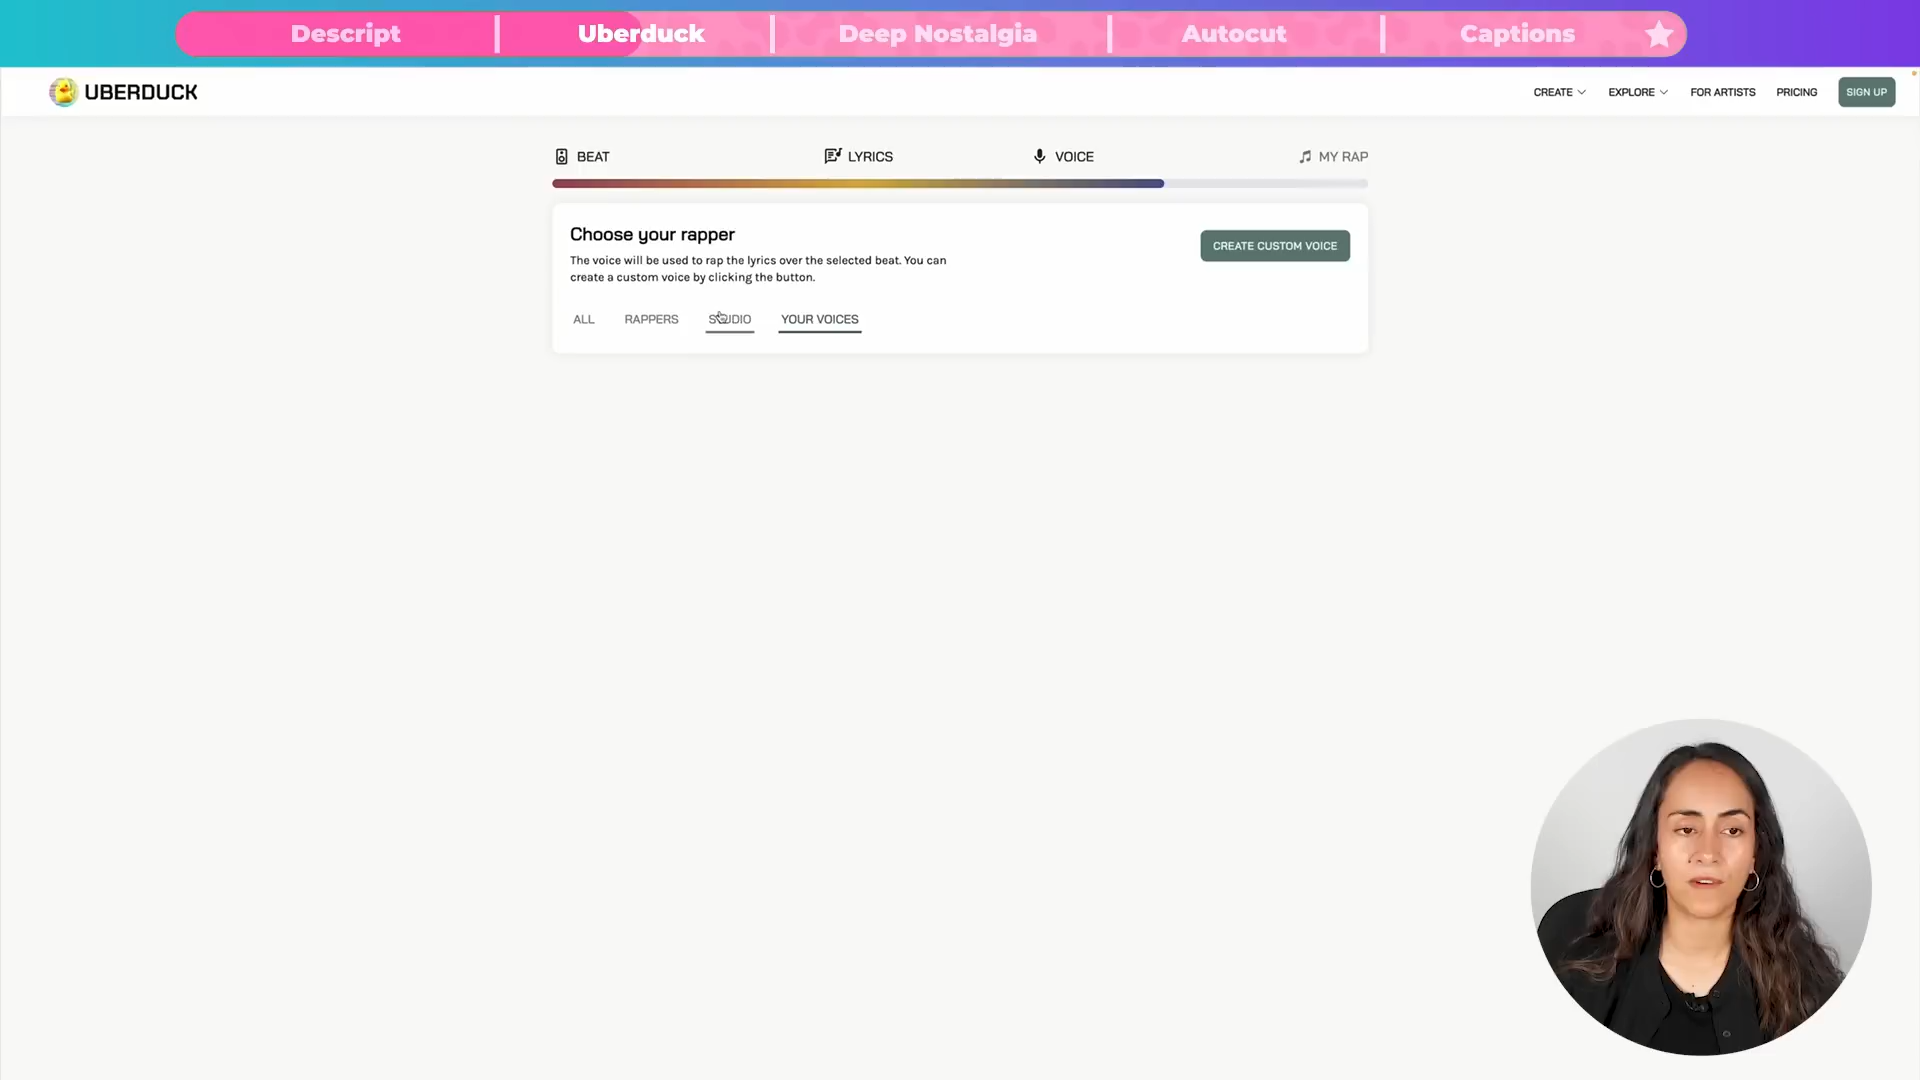 Descript
Uberduck
Deep Nostalgia
Autocut
Captions
UBERDUCK
CREATE
EXPLORE
FOR ARTISTS
PRICING
SIGN UP
BEAT
LYRICS
VOICE
MY RAP
Choose your rapper
The voice will be used to rap the lyrics over the selected beat. You can
create a custom voice by clicking the button.
CREATE CUSTOM VOICE
ALL
RAPPERS
STUDIO
YOUR VOICES